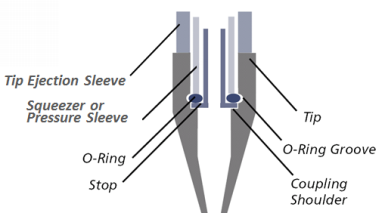 Tip Ejection Sleeve
Squeezer or
Pressure Sleeve
O-Ring
Stop
Tip
O-Ring Groove
Coupling
Shoulder